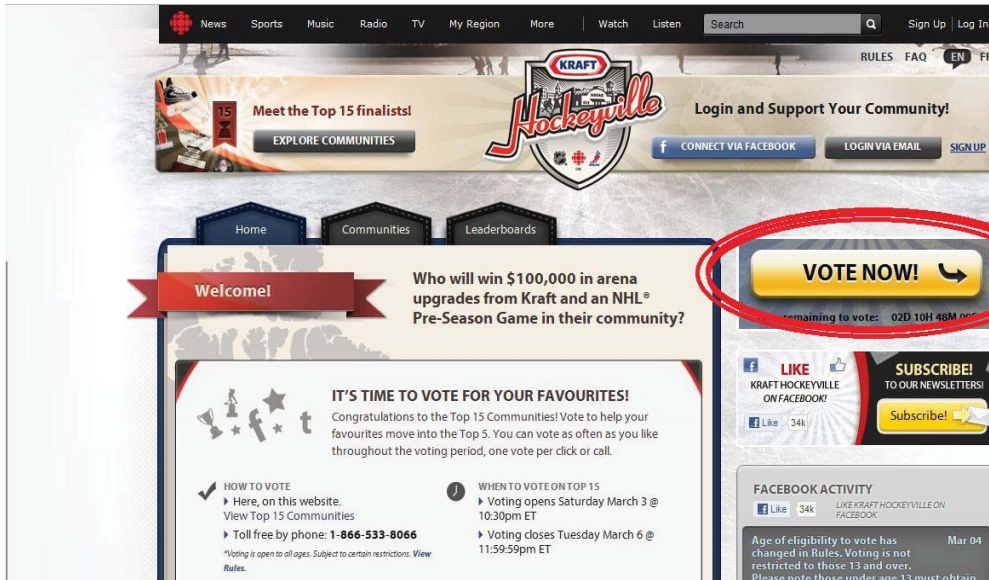 News Sports Music Radio TV My Region More Watch Listen Search Sign Up Log In
RULES FAQ EN
KRAFT
Hockeyville
15
Meet the Top 15 finalists!
EXPLORE COMMUNITIES
Login and Support Your Community!
f CONNECT VIA FACEBOOK LOGIN VIA EMAIL SIGN UP
Home Communities Leaderboards
Welcome!
Who will win $100,000 in arena
upgrades from Kraft and an NHL®
Pre-Season Game in their community?
VOTE NOW!
remaining to vote: 02D 10H 48M
IT'S TIME TO VOTE FOR YOUR FAVOURITES!
Congratulations to the Top 15 Communities! Vote to help your
favourites move into the Top 5. You can vote as often as you like
throughout the voting period, one vote per click or call.
f t
HOW TO VOTE
Here, on this website.
View Top 15 Communities
Toll free by phone: 1-866-533-8066
*Voting is open to all ages. Subject to certain restrictions. View
Rules.
WHEN TO VOTE ON TOP 15
Voting opens Saturday March 3 @
10:30pm ET
Voting closes Tuesday March 6 @
11:59:59pm ET
f LIKE
KRAFT HOCKEYVILLE
ON FACEBOOK!
f Like 34k
SUBSCRIBE!
TO OUR NEWSLETTERS!
Subscribe!
FACEBOOK ACTIVITY
f Like 34k LIKE KRAFT HOCKEYVILLE ON
FACEBOOK
Age of eligibility to vote has Mar 04
changed in Rules. Voting is not
restricted to those 13 and over.
Please note those under age 13 must obtain